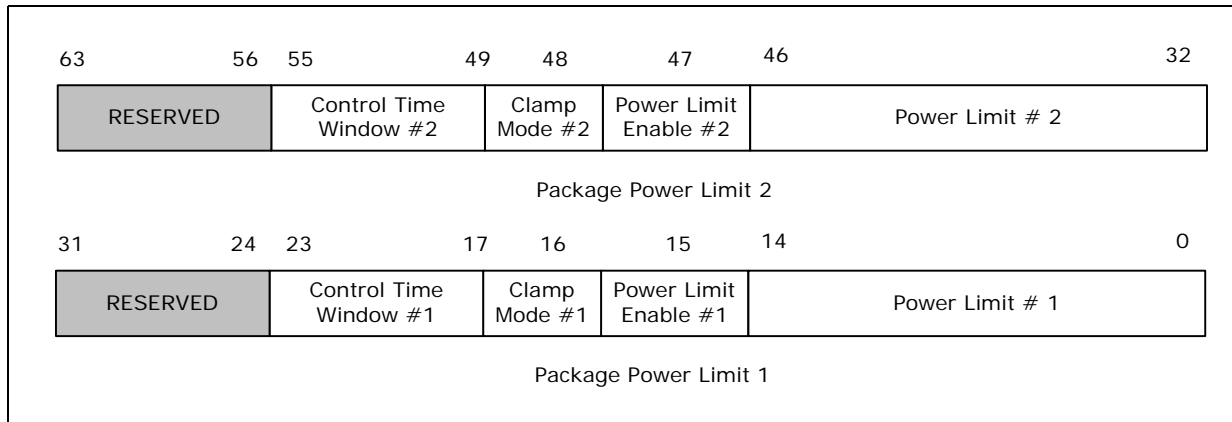 63 56 55 49 48 47 46 32
RESERVED
Control Time
Window #2
Clamp
Mode #2
Power Limit
Enable #2
Power Limit # 2
Package Power Limit 2
31 24 23 17 16 15 14 0
RESERVED
Control Time
Window #1
Clamp
Mode #1
Power Limit
Enable #1
Power Limit # 1
Package Power Limit 1